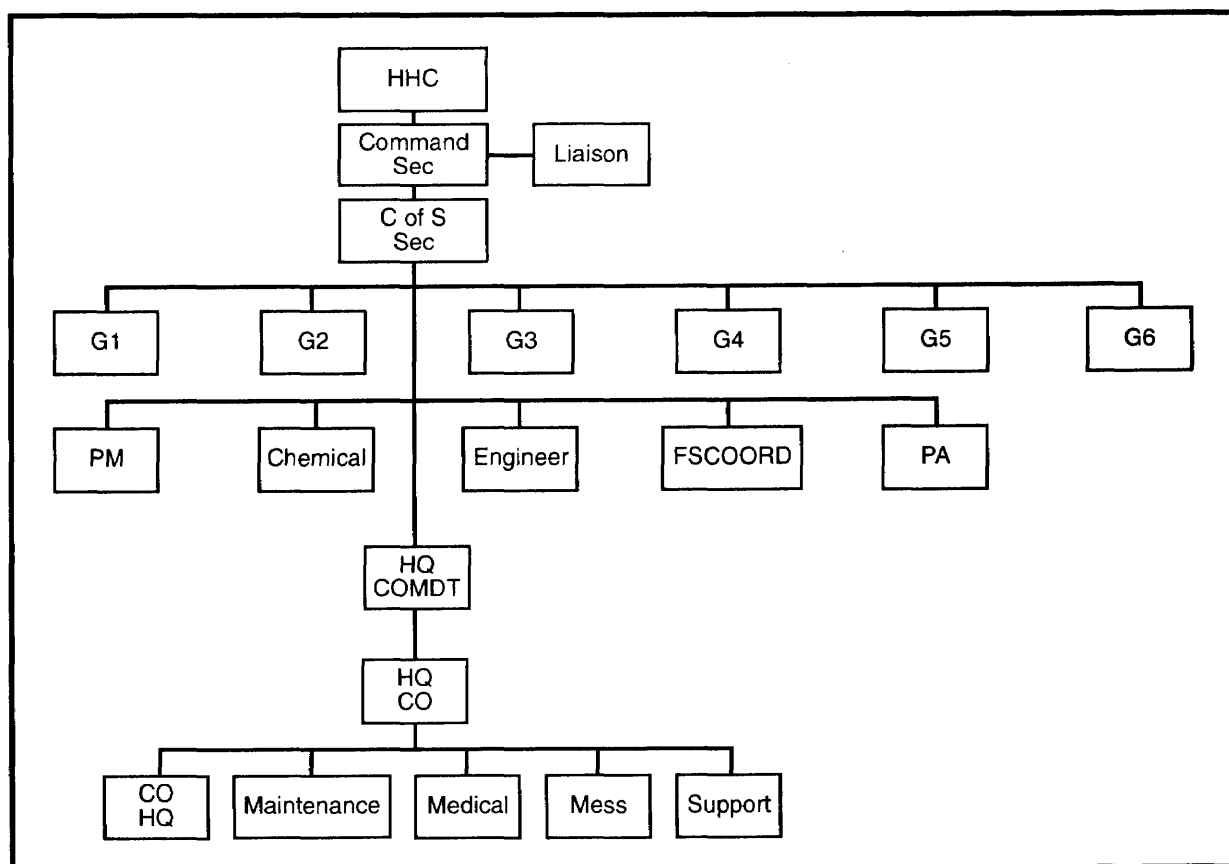 HHC
Command
Sec
Liaison
C of S
Sec
G1
G2
G3
G4
G5
G6
PM
Chemical
Engineer
FSCOORD
PA
HQ
COMDT
HQ
CO
CO
HQ
Maintenance
Medical
Mess
Support